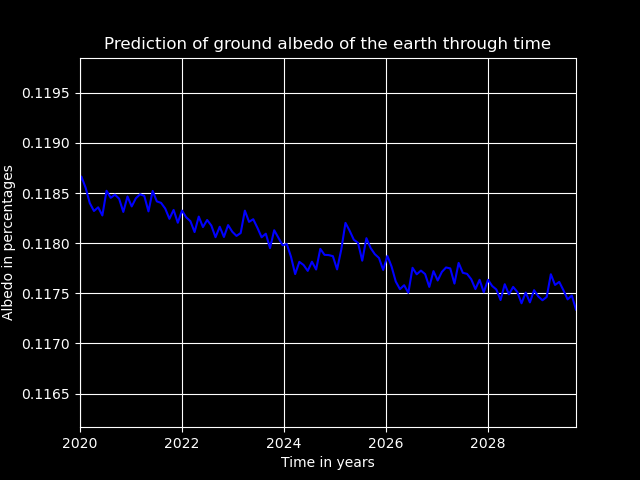 Prediction of ground albedo of the earth through time
0.1195
0.1190
0.1185
0.1180
0.1175
0.1170
0.1165
Albedo in percentages
2020 2022 2024 2026 2028
Time in years